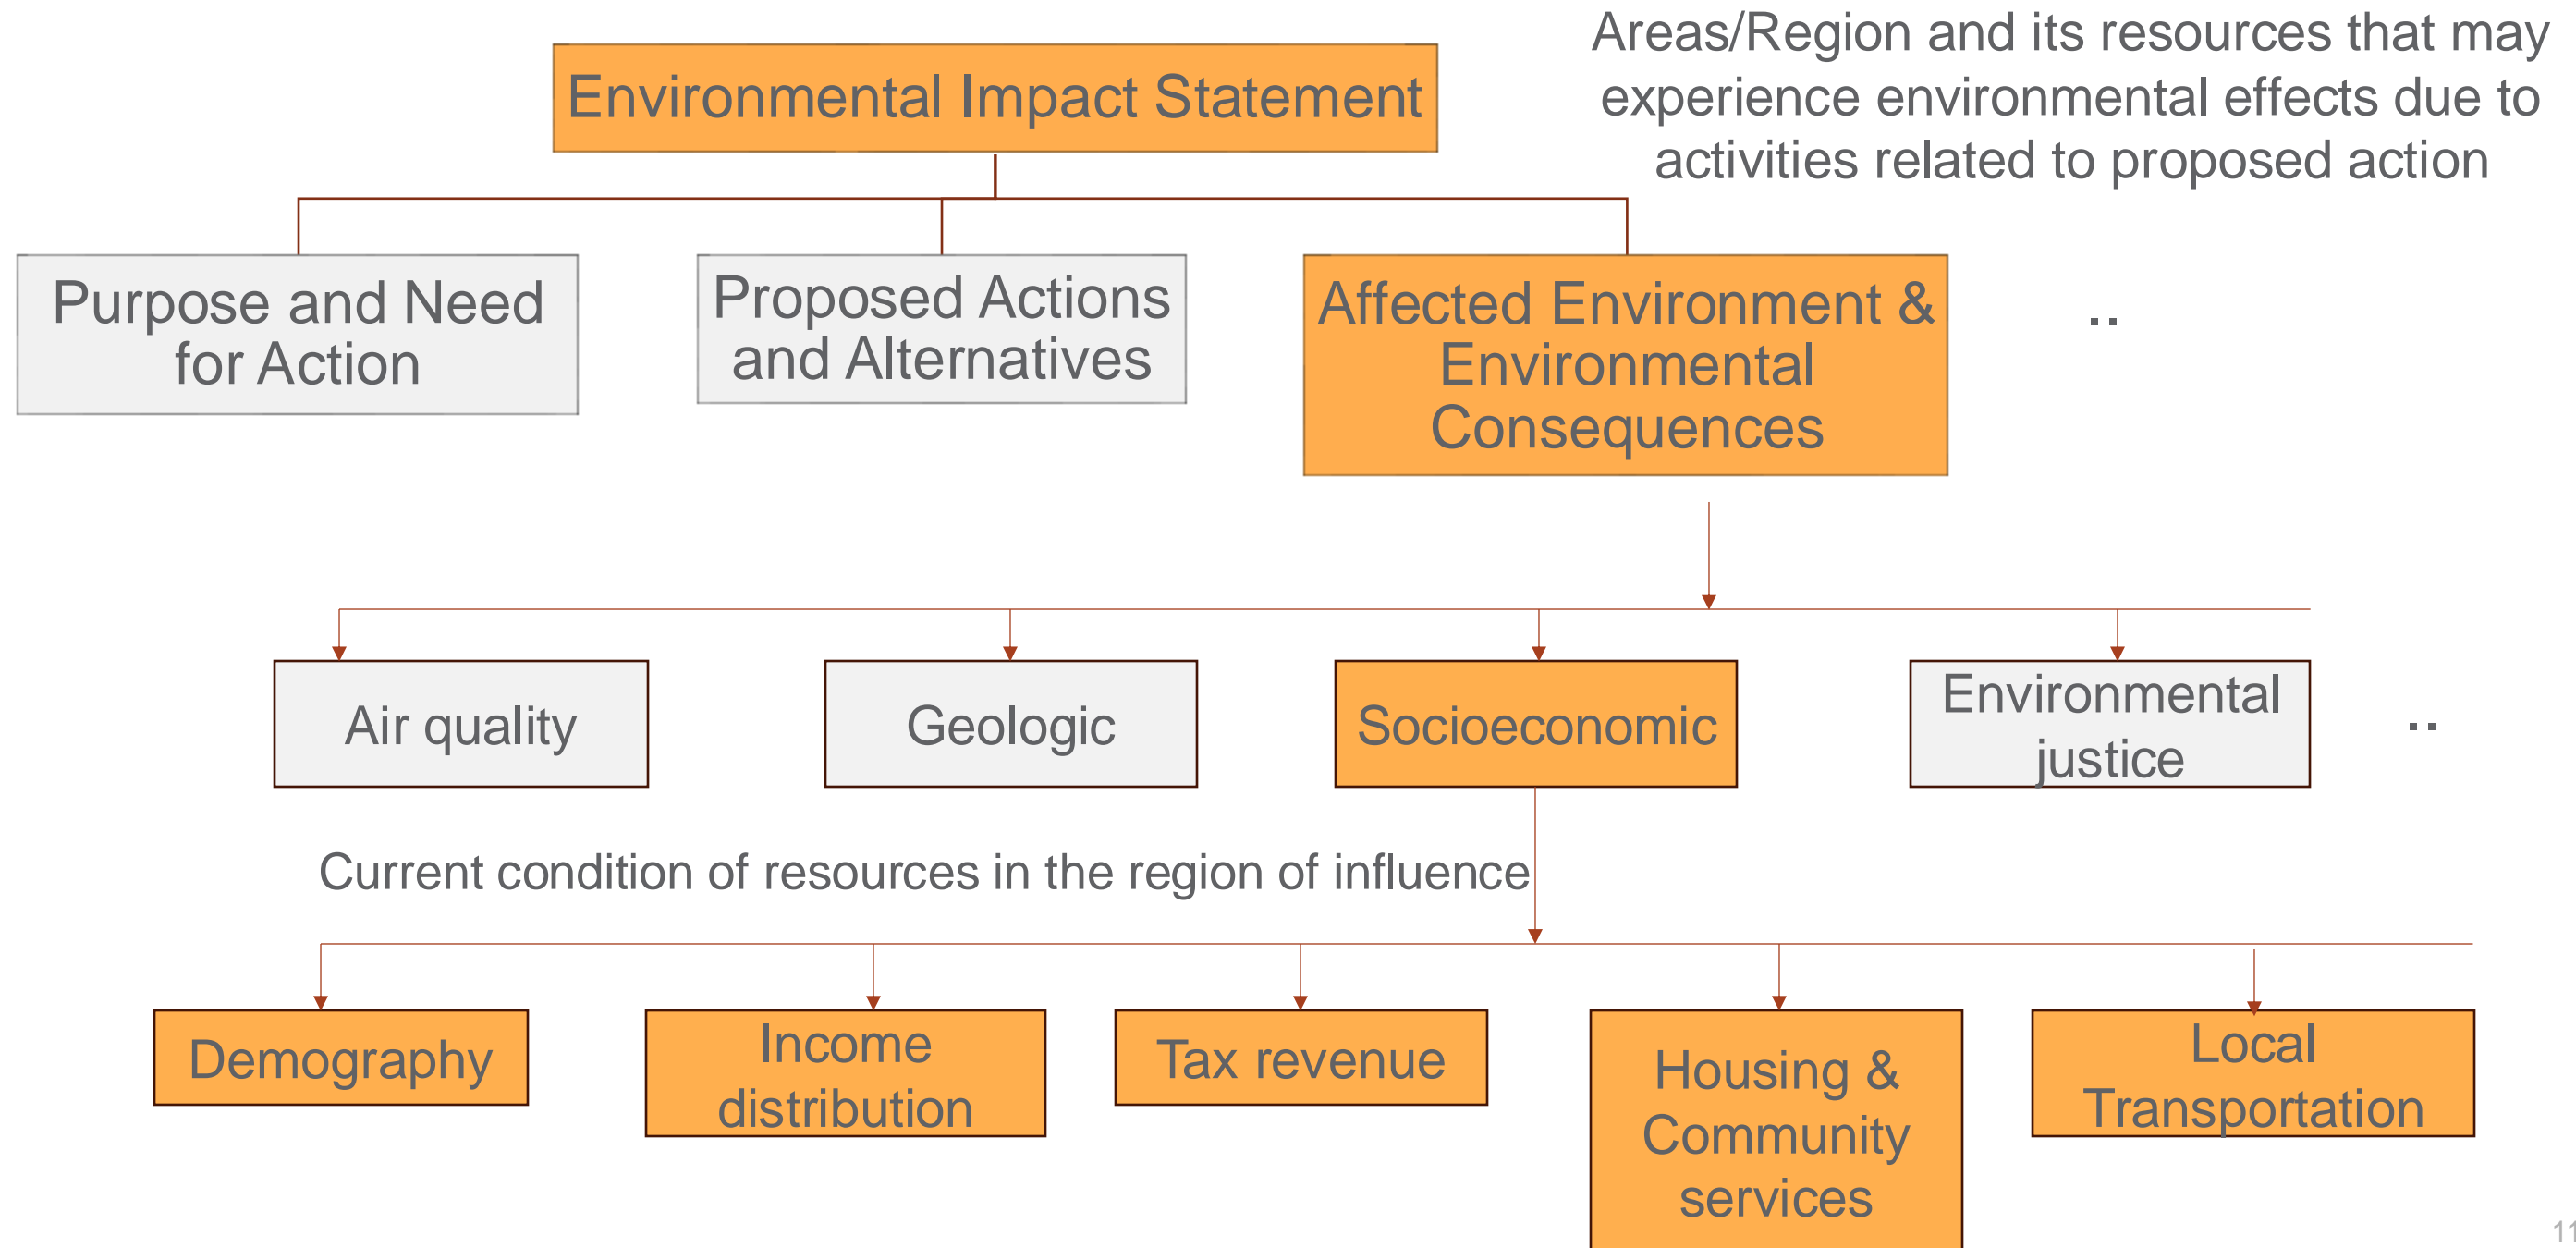 Areas/Region and its resources that may
experience environmental effects due to
activities related to proposed action
Environmental Impact Statement
Purpose and Need
for Action
Proposed Actions
and Alternatives
Affected Environment &
Environmental
Consequences
..
Air quality
Geologic
Socioeconomic
Environmental
justice
..
Current condition of resources in the region of influence
Demography
Income
distribution
Tax revenue
Housing &
Community
services
Local
Transportation
11